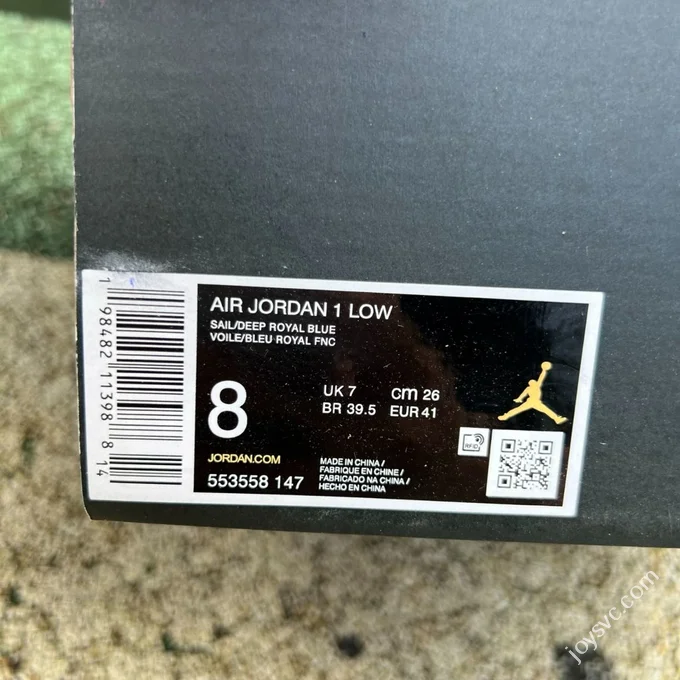 AIR JORDAN 1 LOW
SAIL/DEEP ROYAL BLUE
VOILE/BLEU ROYAL FNC
8
UK 7 cm 26
BR 39.5 EUR 41
JORDAN.COM
553558 147
MADE IN CHINA /
FABRIQUE EN CHINE /
FABRICADO NA CHINA /
HECHO EN CHINA
RFID
1 98482 11398 8 14
joysvc.com